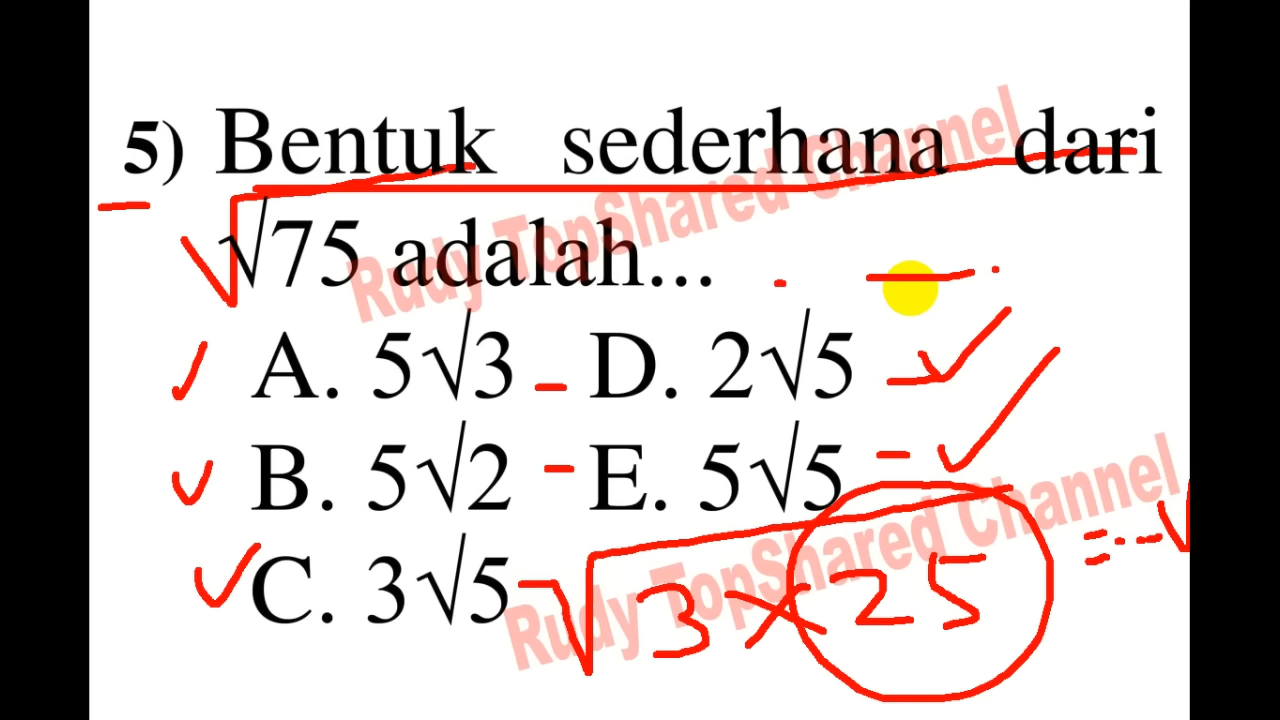 5) Bentuk sederhana dari
√75 adalah...
A. 5√3 D. 2√5
B. 5√2 E. 5√5
C. 3√5
√3×25 =
Rudy TopShared Channel
Rudy TopShared Channel